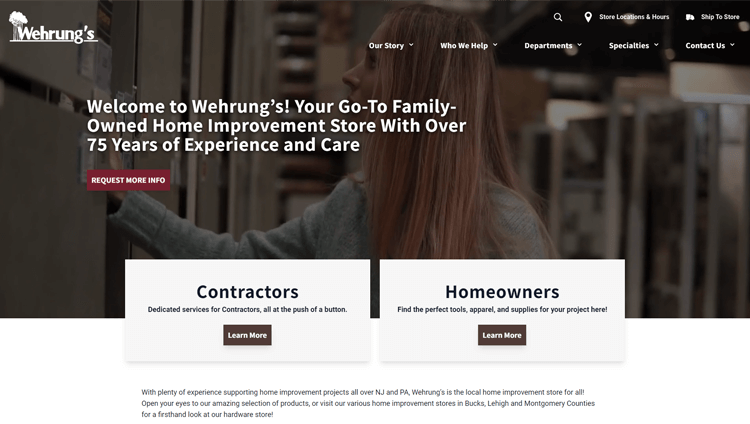 Wehrung's
Store Locations & Hours
Ship To Store
Our Story
Who We Help
Departments
Specialties
Contact Us
Welcome to Wehrung's! Your Go-To Family-
Owned Home Improvement Store With Over
75 Years of Experience and Care
REQUEST MORE INFO
Contractors
Dedicated services for Contractors, all at the push of a button.
Learn More
Homeowners
Find the perfect tools, apparel, and supplies for your project here!
Learn More
With plenty of experience supporting home improvement projects all over NJ and PA, Wehrung's is the local home improvement store for all!
Open your eyes to our amazing selection of products, or visit our various home improvement stores in Bucks, Lehigh and Montgomery Counties
for a firsthand look at our hardware store!